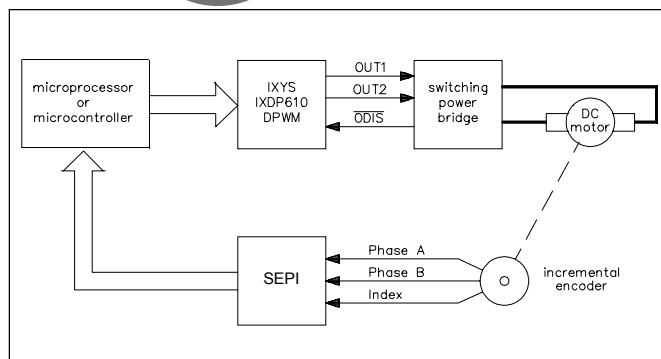 microprocessor
or
microcontroller
IXYS
IXDP610
DPWM
OUT1
OUT2
ODIS
switching
power
bridge
DC
motor
SEPI
Phase A
Phase B
Index
incremental
encoder